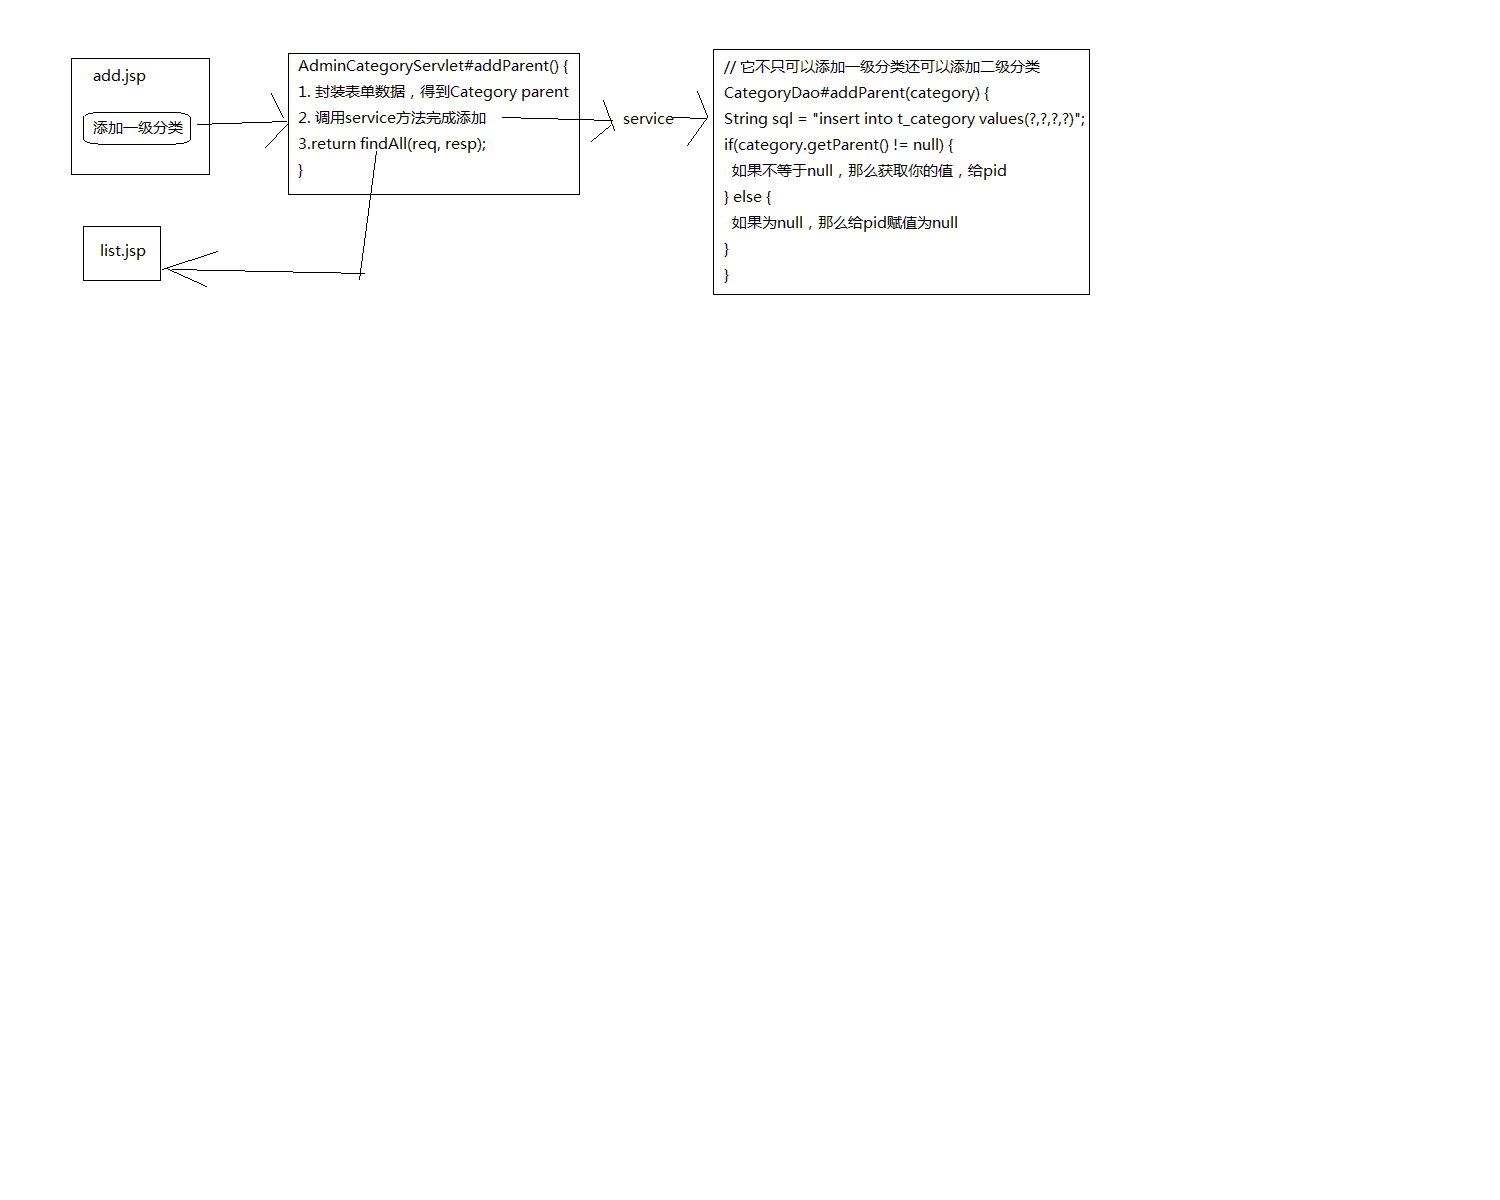 add.jsp
添加一级分类
AdminCategoryServlet#addParent() {
1. 封装表单数据，得到Category parent
2. 调用service方法完成添加
3.return findAll(req, resp);
}
service
// 它不只可以添加一级分类还可以添加二级分类
CategoryDao#addParent(category) {
String sql = "insert into t_category values(?,?,?,?)";
if(category.getParent() != null) {
如果不等于null，那么获取你的值，给pid
} else {
如果为null，那么给pid赋值为null
}
}
list.jsp